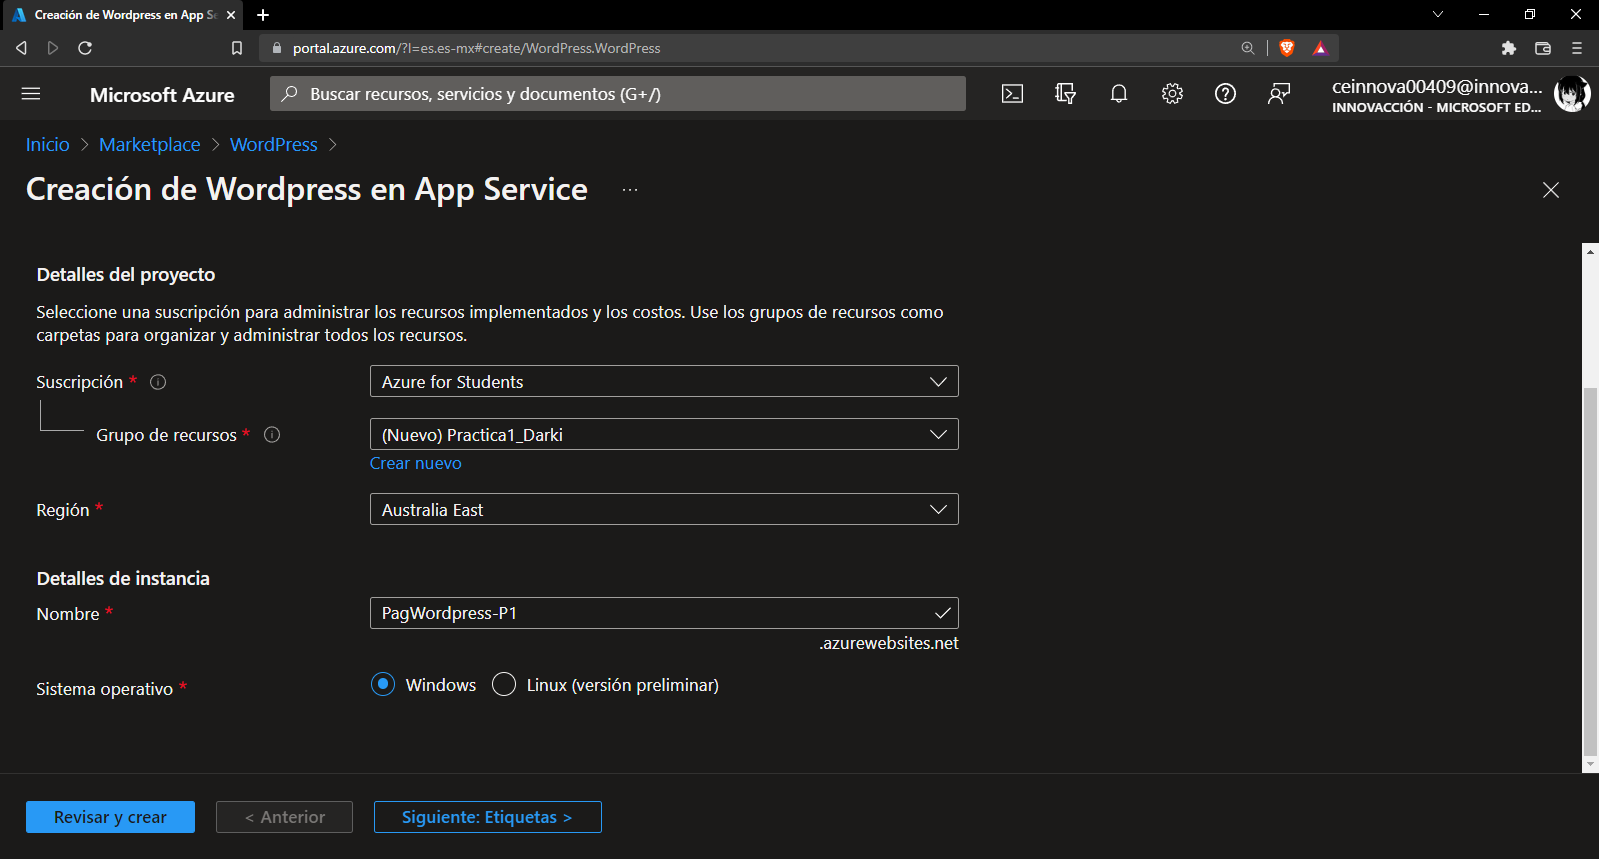 Creación de Wordpress en App Se
portal.azure.com/?l=es.es-mx#create/WordPress.WordPress
Microsoft Azure
Buscar recursos, servicios y documentos (G+/)
ceinnova00409@innova...
INNOVACCIÓN - MICROSOFT ED...
Inicio > Marketplace > WordPress >
Creación de Wordpress en App Service ...
Detalles del proyecto
Seleccione una suscripción para administrar los recursos implementados y los costos. Use los grupos de recursos como
carpetas para organizar y administrar todos los recursos.
Suscripción *
Azure for Students
Grupo de recursos *
(Nuevo) Practica1_Darki
Crear nuevo
Región *
Australia East
Detalles de instancia
Nombre *
PagWordpress-P1
.azurewebsites.net
Sistema operativo *
Windows
Linux (versión preliminar)
Revisar y crear
< Anterior
Siguiente: Etiquetas >